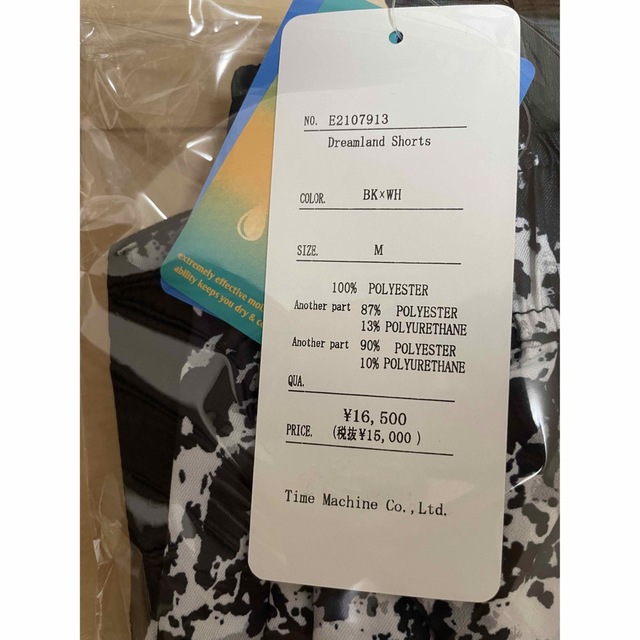 NO. E2107913
Dreamland Shorts
COLOR. BK×WH
SIZE. M
100% POLYESTER
Another part 87% POLYESTER
13% POLYURETHANE
Another part 90% POLYESTER
10% POLYURETHANE
QUA.
¥16,500
PRICE. (税抜¥15,000 )
Time Machine Co.,Ltd.
extremely effective moi
ability keeps you dry & c